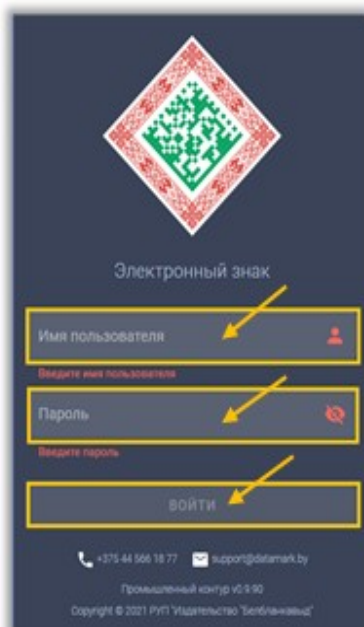 Электронный знак
Имя пользователя
Введите имя пользователя
Пароль
Введите пароль
ВОЙТИ
+375 44 566 18 77 support@datamark.by
Промышленный контур v0.9.90
Copyright © 2021 РУП "Издательство "Белбланкавыд"